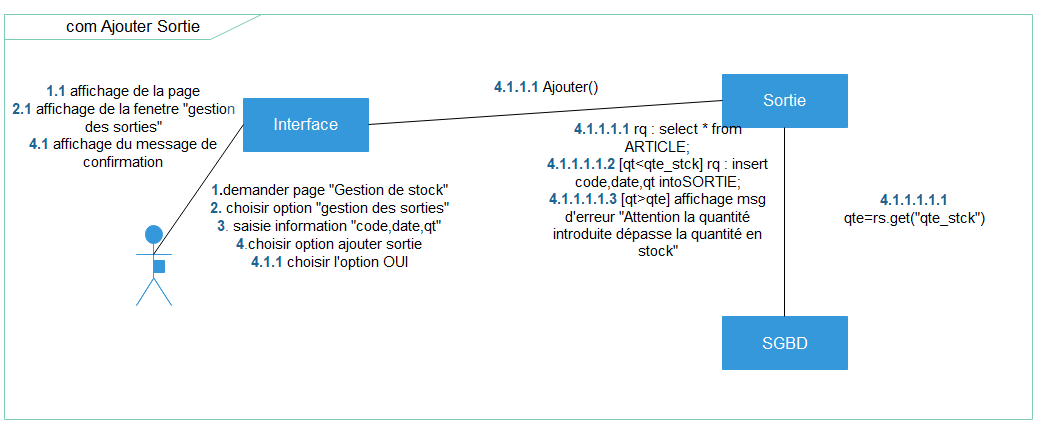 com Ajouter Sortie
1.1 affichage de la page
2.1 affichage de la fenetre "gestion
des sorties"
4.1 affichage du message de
confirmation
Interface
4.1.1.1 Ajouter()
Sortie
4.1.1.1.1 rq : select * from
ARTICLE;
4.1.1.1.1.2 [qt<qte_stck] rq : insert
code,date,qt intoSORTIE;
4.1.1.1.1.3 [qt>qte] affichage msg
d'erreur "Attention la quantité
introduite dépasse la quantité en
stock"
4.1.1.1.1.1
qte=rs.get("qte_stck")
1.demander page "Gestion de stock"
2. choisir option "gestion des sorties"
3. saisie information "code,date,qt"
4.choisir option ajouter sortie
4.1.1 choisir l'option OUI
SGBD